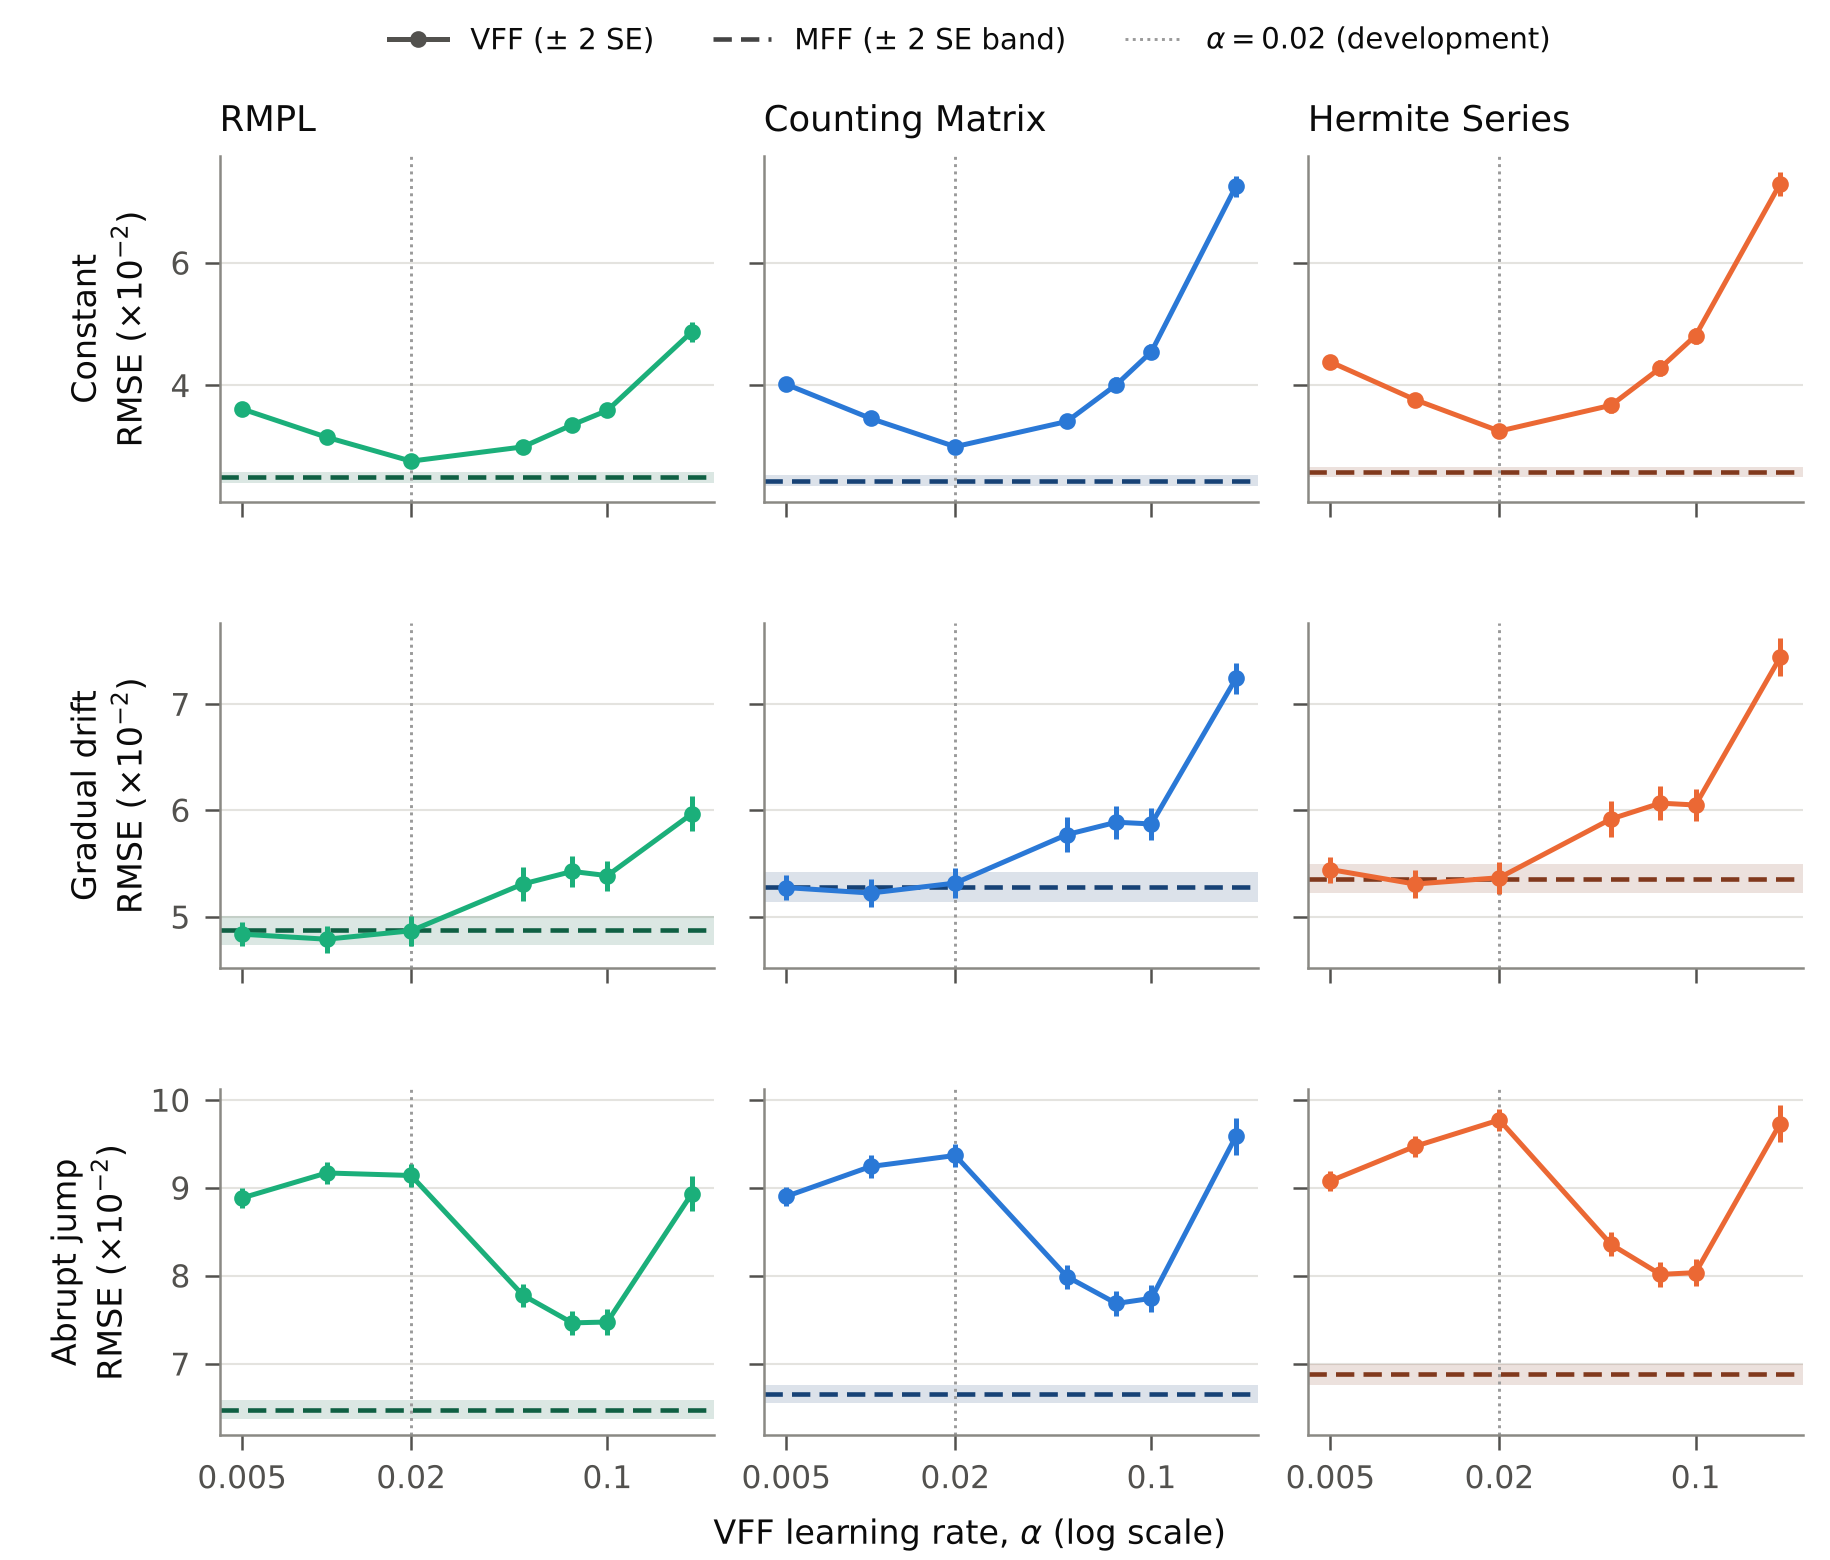 VFF (± 2 SE)
MFF (± 2 SE band)
α = 0.02 (development)
RMPL
Counting Matrix
Hermite Series
Constant
RMSE (×10⁻²)
6
4
Gradual drift
RMSE (×10⁻²)
7
6
5
Abrupt jump
RMSE (×10⁻²)
10
9
8
7
0.005
0.02
0.1
0.005
0.02
0.1
0.005
0.02
0.1
VFF learning rate, α (log scale)